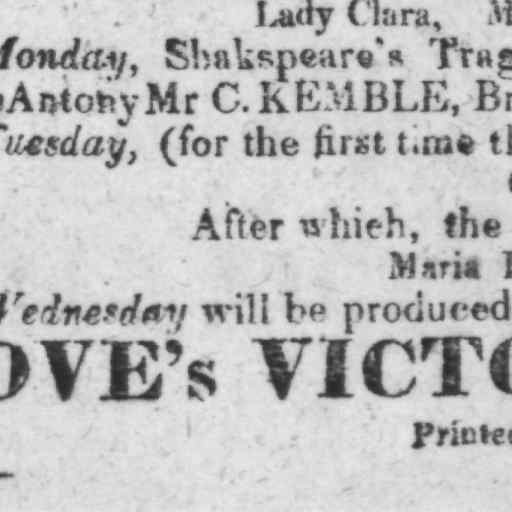 Lady Clara, M
Monday, Shakspeare's Trag
Antony Mr C. KEMBLE, Br
Tuesday, (for the first time th
After which, the
Maria
Wednesday will be produced
OVE's VICTO
Printed